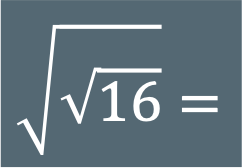 √√16 =